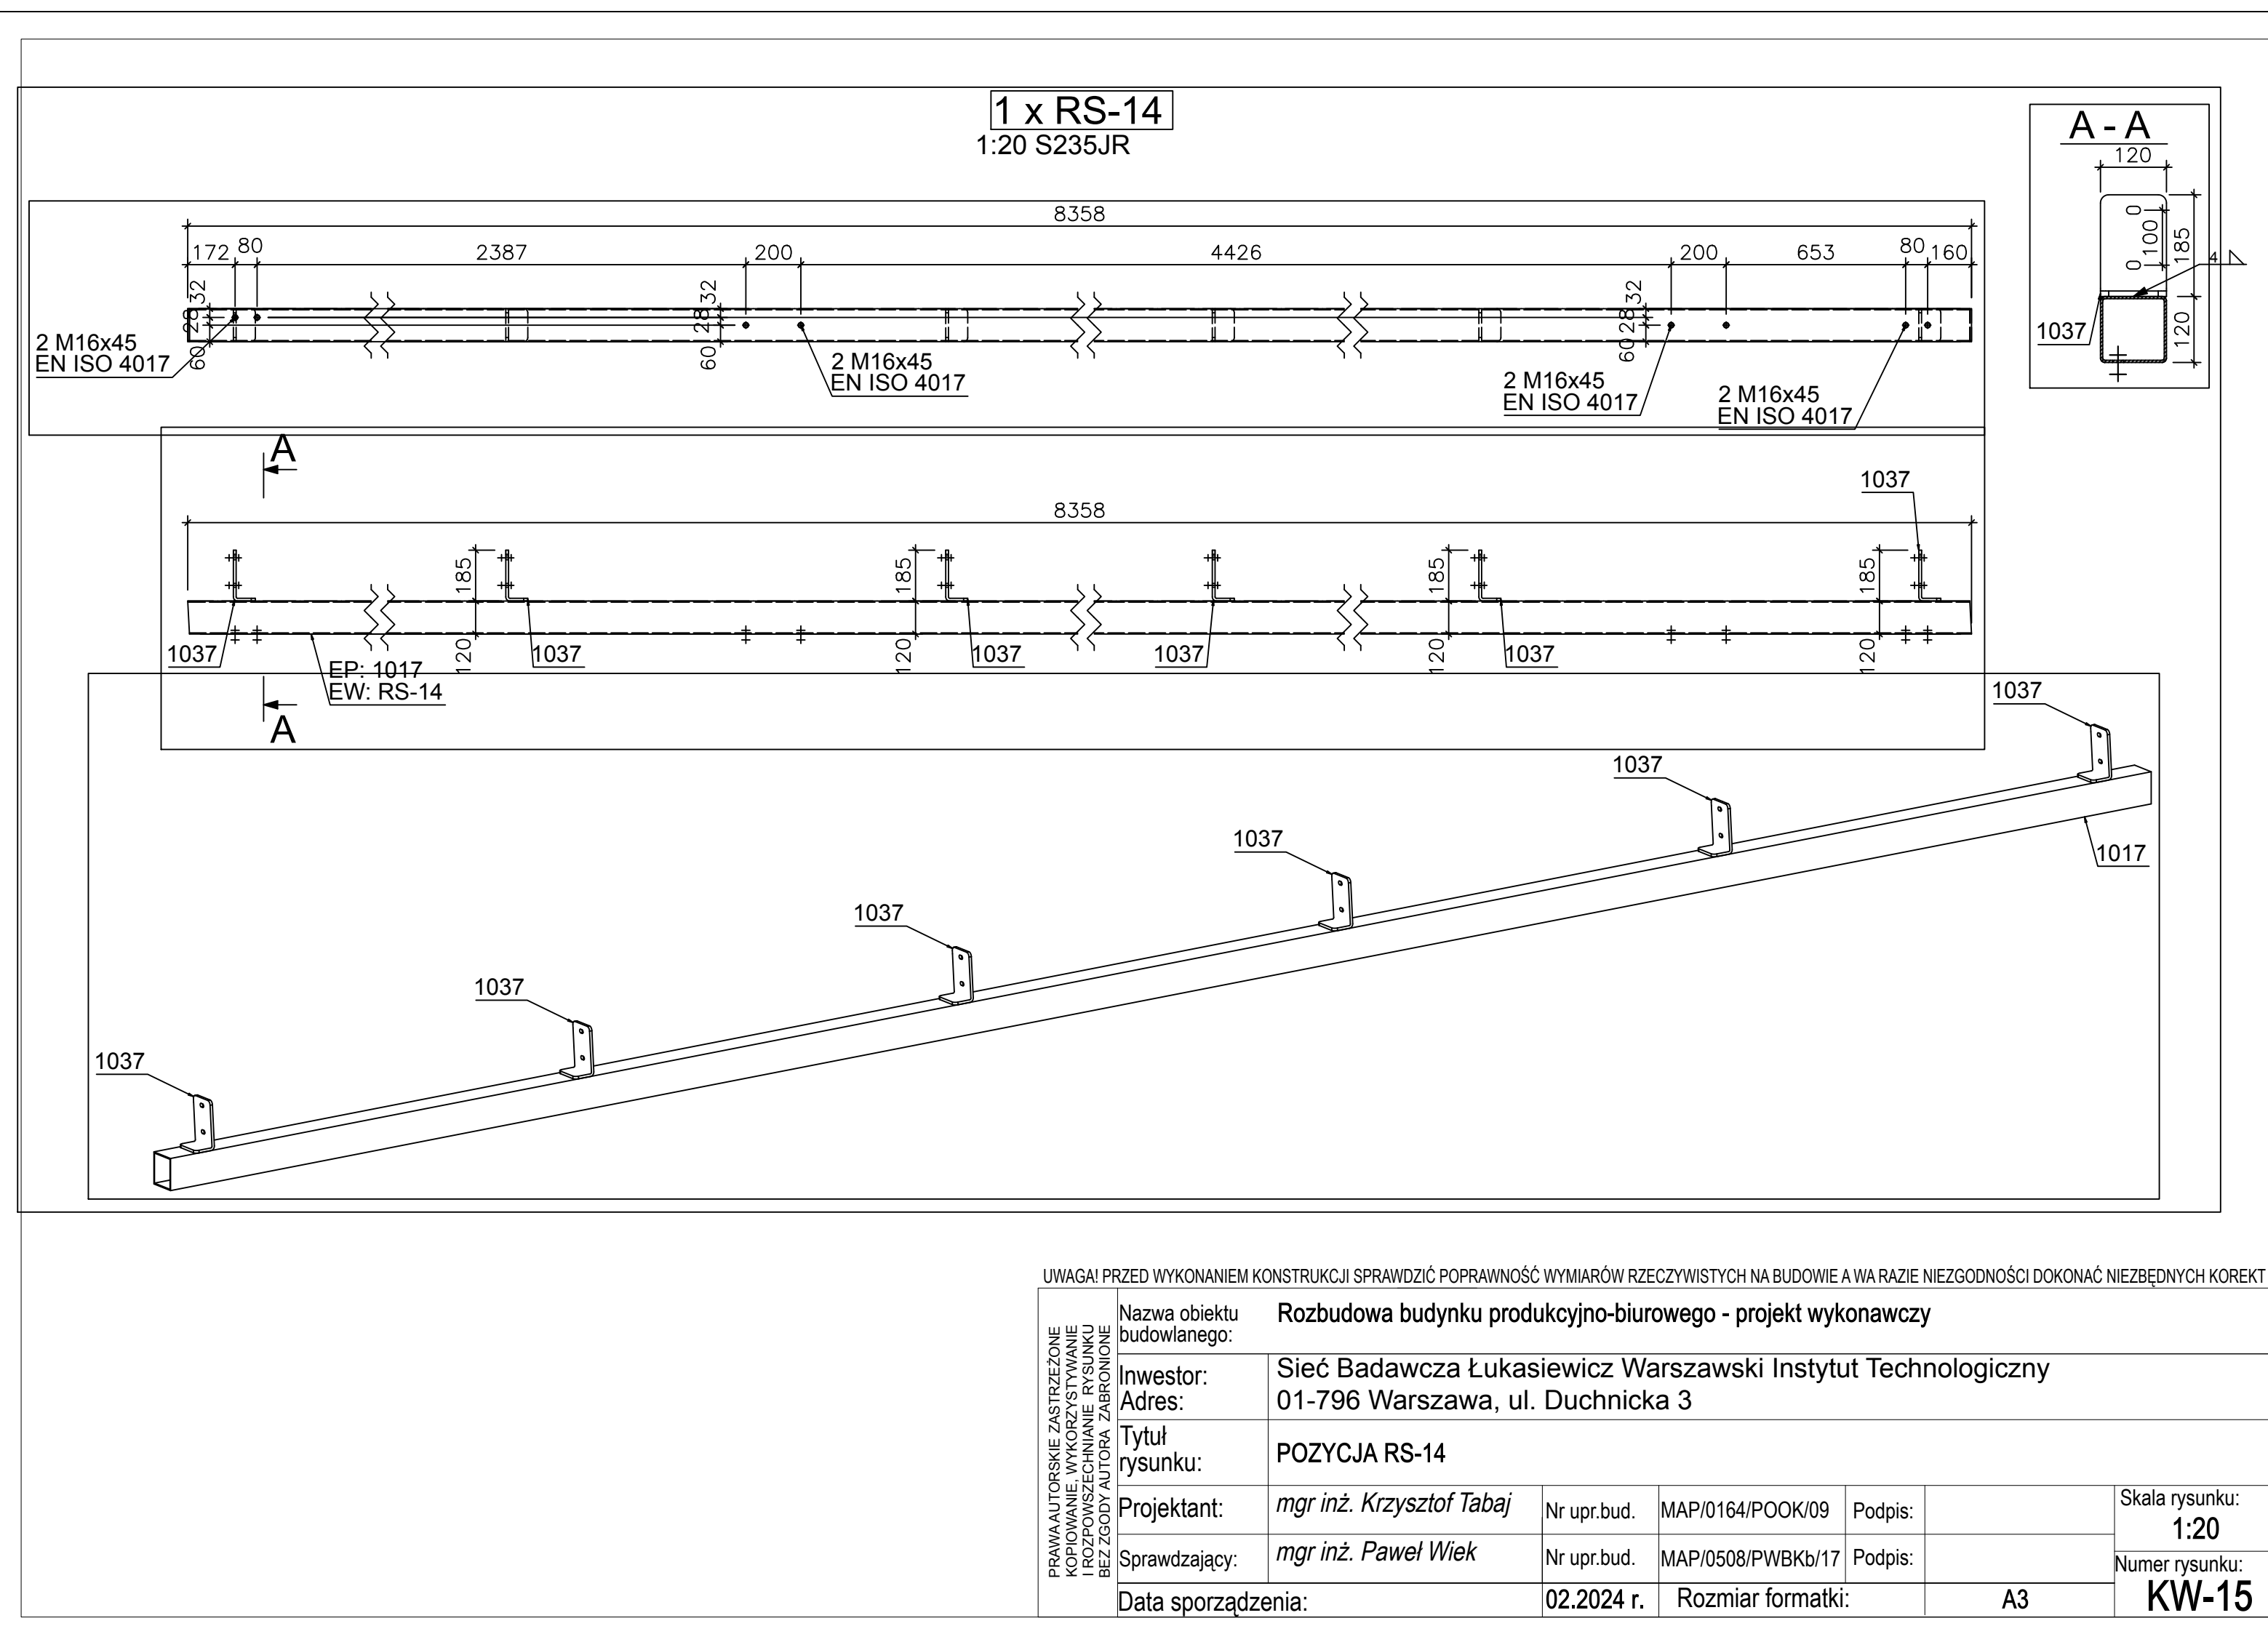 1 x RS-14
1:20 S235JR
A - A
120
100
185
120
4
1037
8358
172
80
2387
200
4426
200
653
80
160
32
28
60
32
28
60
32
28
60
2 M16x45
EN ISO 4017
2 M16x45
EN ISO 4017
2 M16x45
EN ISO 4017
2 M16x45
EN ISO 4017
A
8358
1037
185
185
185
185
120
120
120
120
1037
1037
1037
1037
1037
EP: 1017
EW: RS-14
A
1037
1037
1037
1037
1037
1037
1017
UWAGA! PRZED WYKONANIEM KONSTRUKCJI SPRAWDZIĆ POPRAWNOŚĆ WYMIARÓW RZECZYWISTYCH NA BUDOWIE A WA RAZIE NIEZGODNOŚCI DOKONAĆ NIEZBĘDNYCH KOREKT
PRAWA AUTORSKIE ZASTRZEŻONE
KOPIOWANIE, WYKORZYSTYWANIE
I ROZPOWSZECHNIANIE RYSUNKU
BEZ ZGODY AUTORA ZABRONIONE
Nazwa obiektu
budowlanego:
Rozbudowa budynku produkcyjno-biurowego - projekt wykonawczy
Inwestor:
Adres:
Sieć Badawcza Łukasiewicz Warszawski Instytut Technologiczny
01-796 Warszawa, ul. Duchnicka 3
Tytuł
rysunku:
POZYCJA RS-14
Projektant:
mgr inż. Krzysztof Tabaj
Nr upr.bud.
MAP/0164/POOK/09
Podpis:
Skala rysunku:
1:20
Sprawdzający:
mgr inż. Paweł Wiek
Nr upr.bud.
MAP/0508/PWBKb/17
Podpis:
Numer rysunku:
KW-15
Data sporządzenia:
02.2024 r.
Rozmiar formatki:
A3